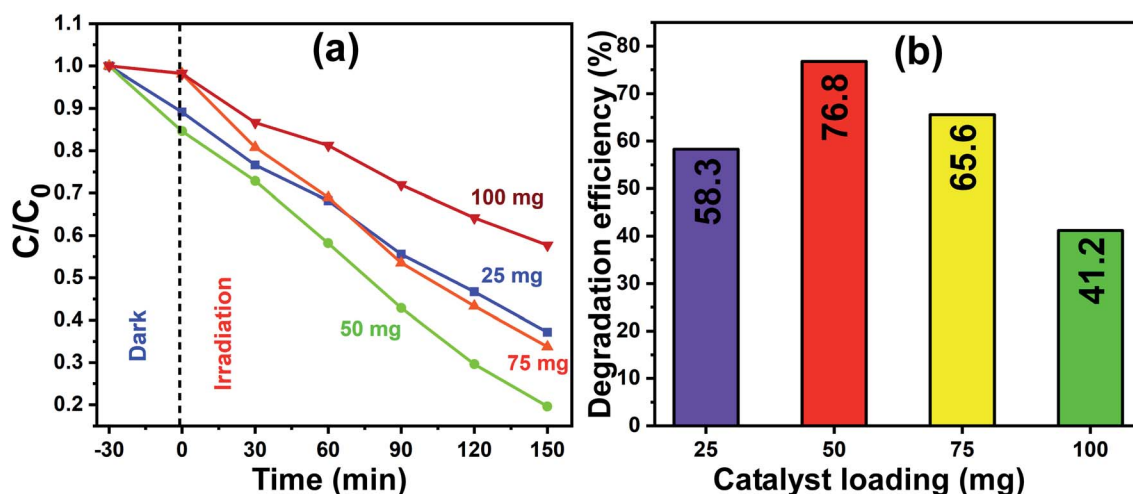 (a)
C/C0
1.0
0.9
0.8
0.7
0.6
0.5
0.4
0.3
0.2
-30 0 30 60 90 120 150
Time (min)
Dark
Irradiation
100 mg
25 mg
50 mg
75 mg
(b)
Degradation efficiency (%)
80
70
60
50
40
30
20
10
0
58.3
76.8
65.6
41.2
25 50 75 100
Catalyst loading (mg)